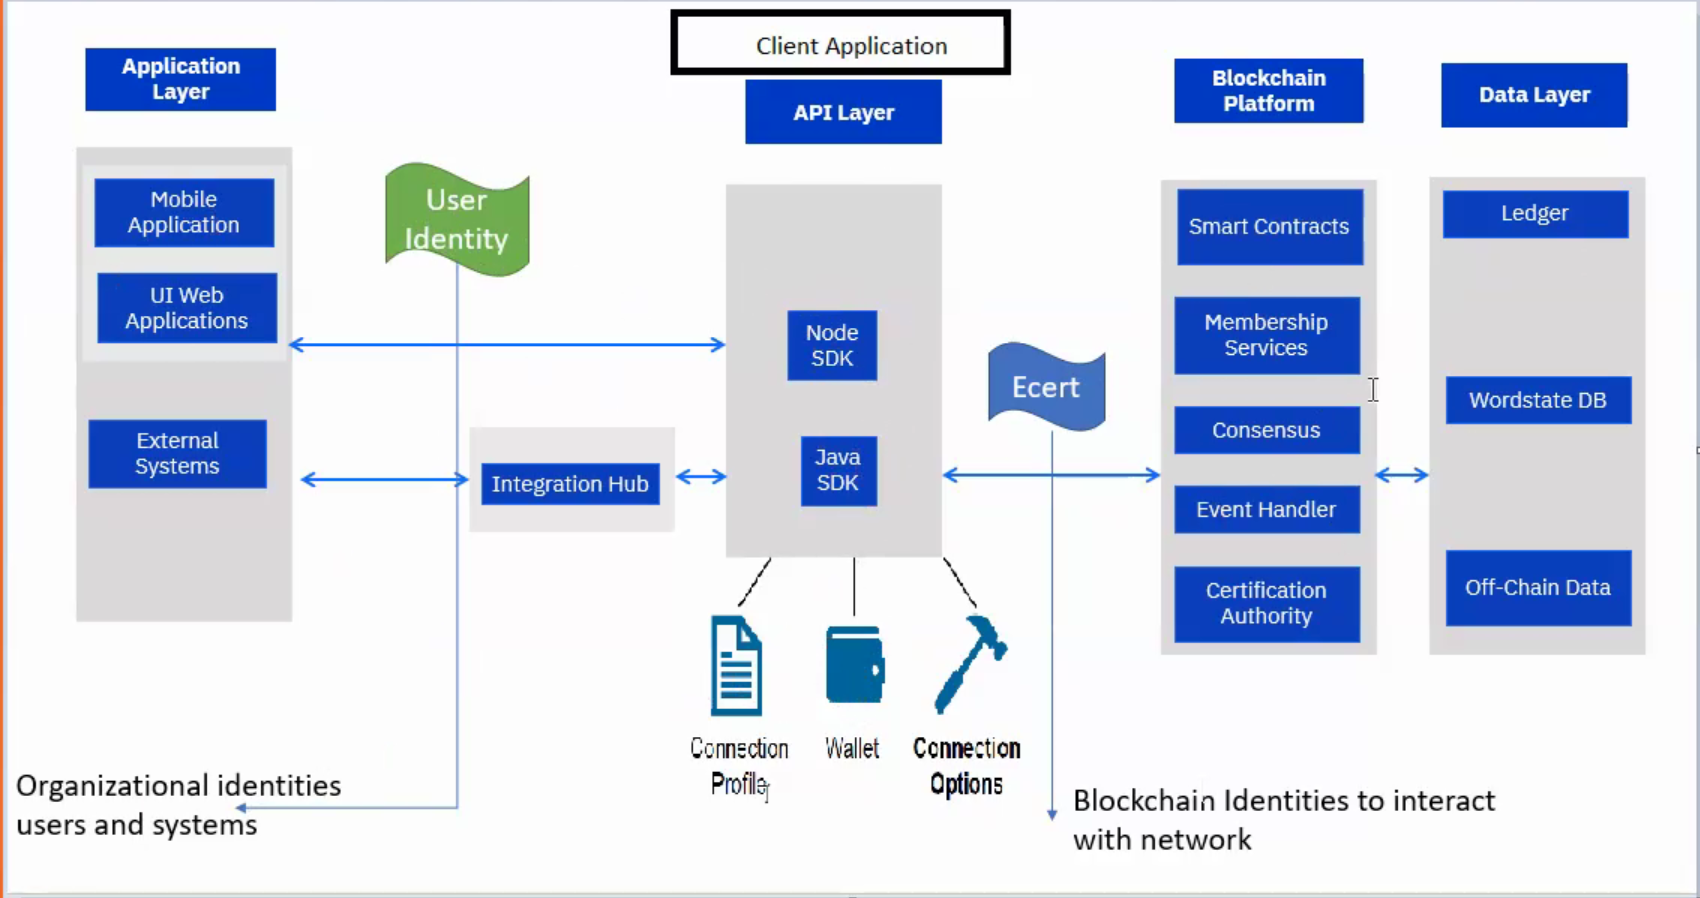 Client Application
Application
Layer
API Layer
Blockchain
Platform
Data Layer
Mobile
Application
UI Web
Applications
External
Systems
User
Identity
Integration Hub
Node
SDK
Java
SDK
Ecert
Smart Contracts
Membership
Services
Consensus
Event Handler
Certification
Authority
Ledger
Wordstate DB
Off-Chain Data
Connection
Profile
Wallet
Connection
Options
Organizational identities
users and systems
Blockchain Identities to interact
with network